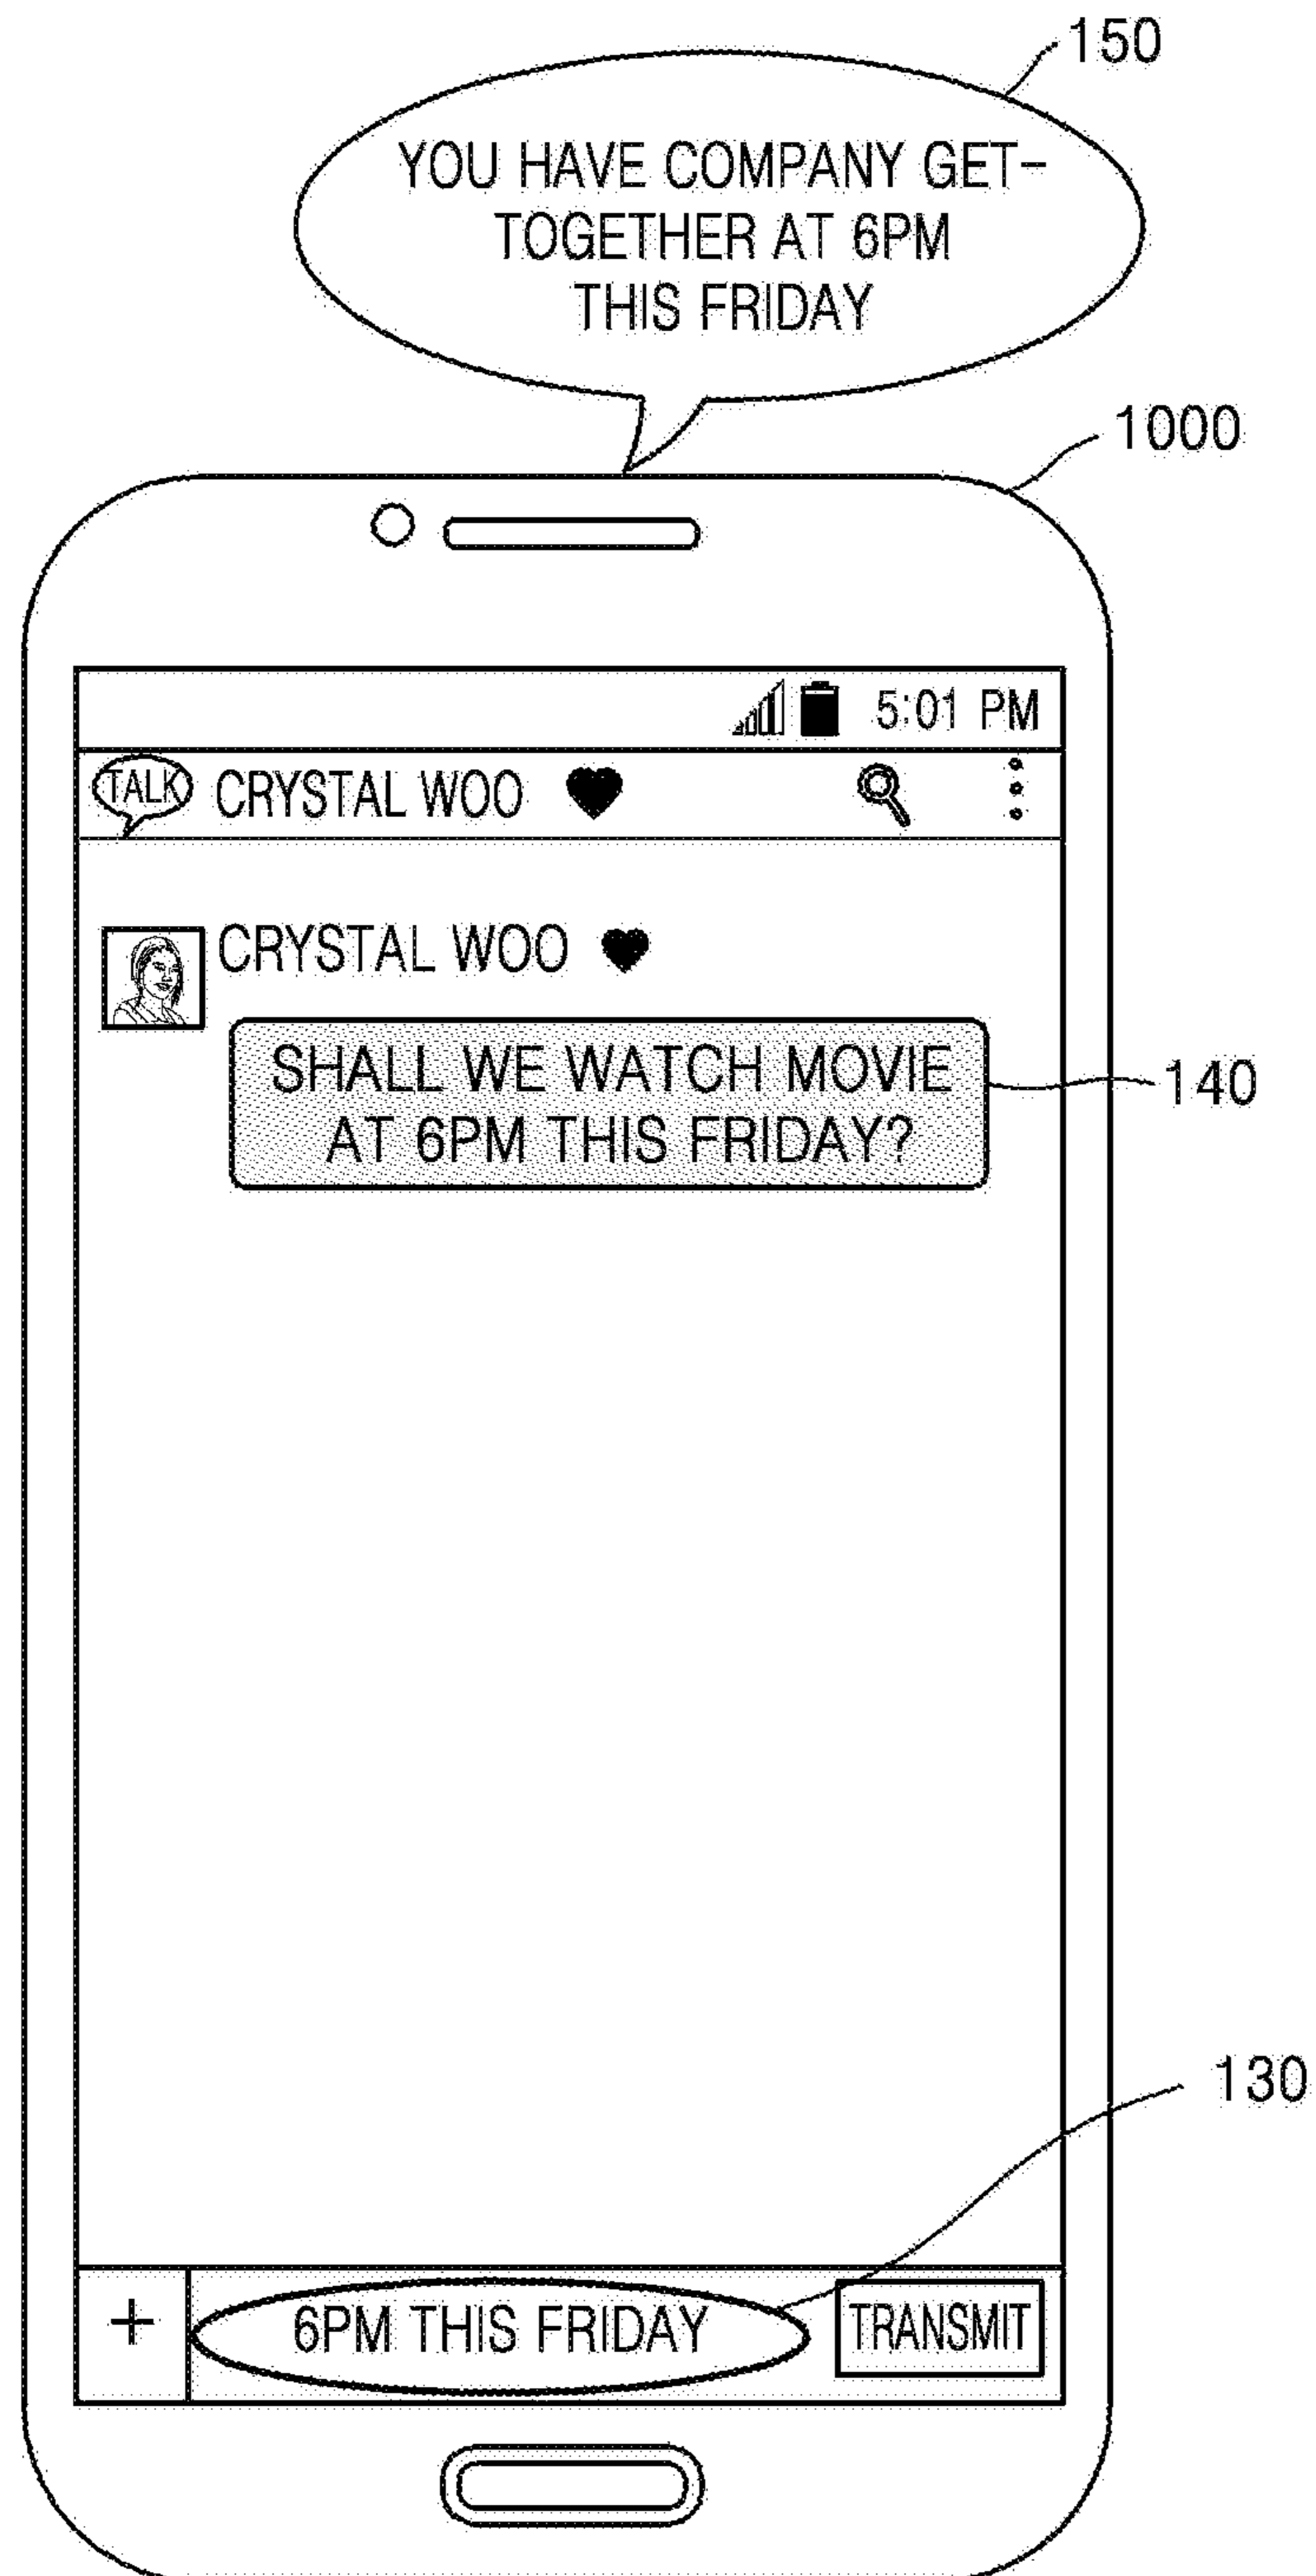 150
YOU HAVE COMPANY GET-
TOGETHER AT 6PM
THIS FRIDAY
1000
5:01 PM
TALK CRYSTAL WOO ♥
CRYSTAL WOO ♥
SHALL WE WATCH MOVIE
AT 6PM THIS FRIDAY?
140
130
+ 6PM THIS FRIDAY TRANSMIT